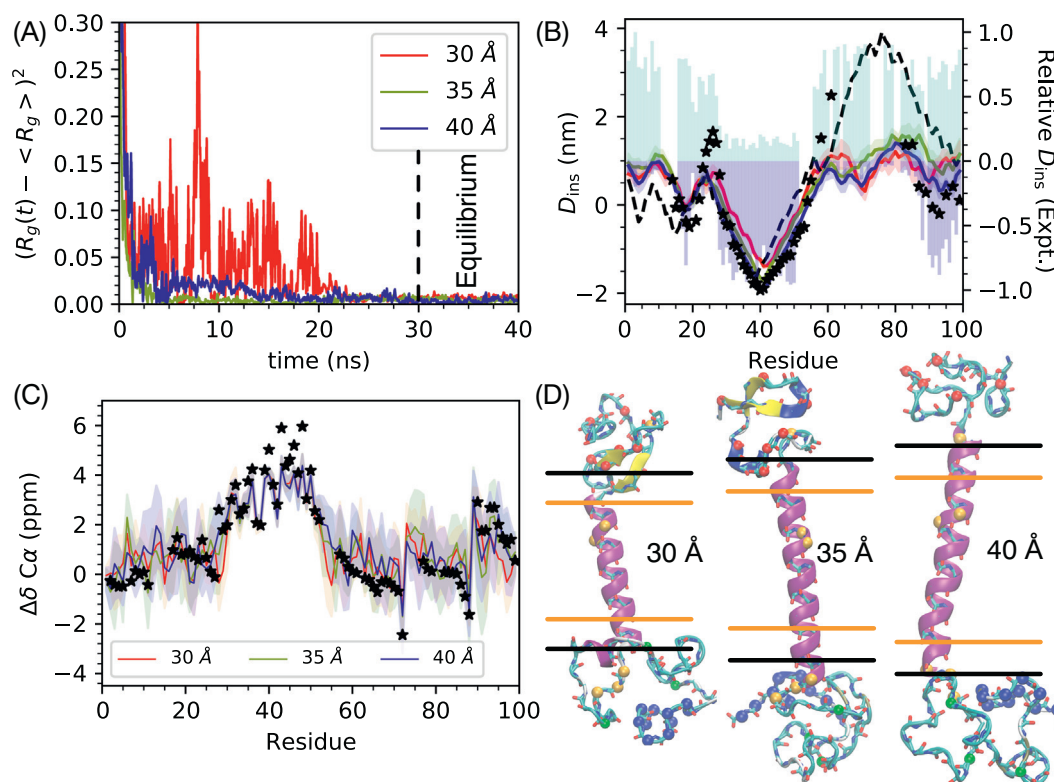 (A)
(R_g(t) − <R_g>)^2
0.30
0.25
0.20
0.15
0.10
0.05
0.00
30 Å
35 Å
40 Å
Equilibrium
0 10 20 30 40
time (ns)
(B)
D_ins (nm)
4
2
0
−2
1.0
0.5
0.0
−0.5
−1.0
Relative D_ins (Expt.)
0 20 40 60 80 100
Residue
(C)
Δδ Cα (ppm)
6
4
2
0
−2
−4
30 Å 35 Å 40 Å
0 20 40 60 80 100
Residue
(D)
30 Å
35 Å
40 Å